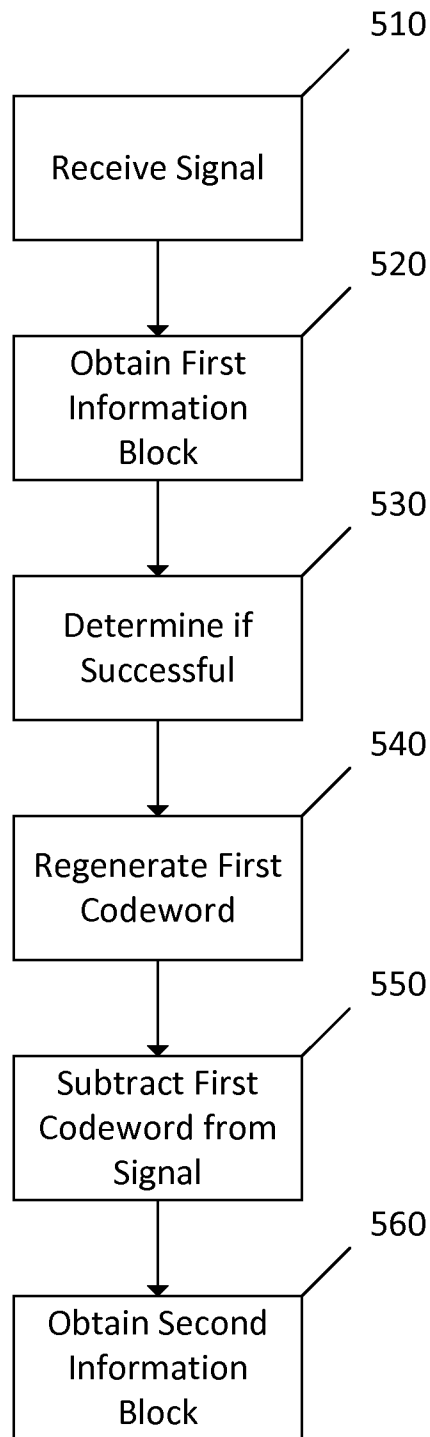 510
Receive Signal
520
Obtain First
Information
Block
530
Determine if
Successful
540
Regenerate First
Codeword
550
Subtract First
Codeword from
Signal
560
Obtain Second
Information
Block